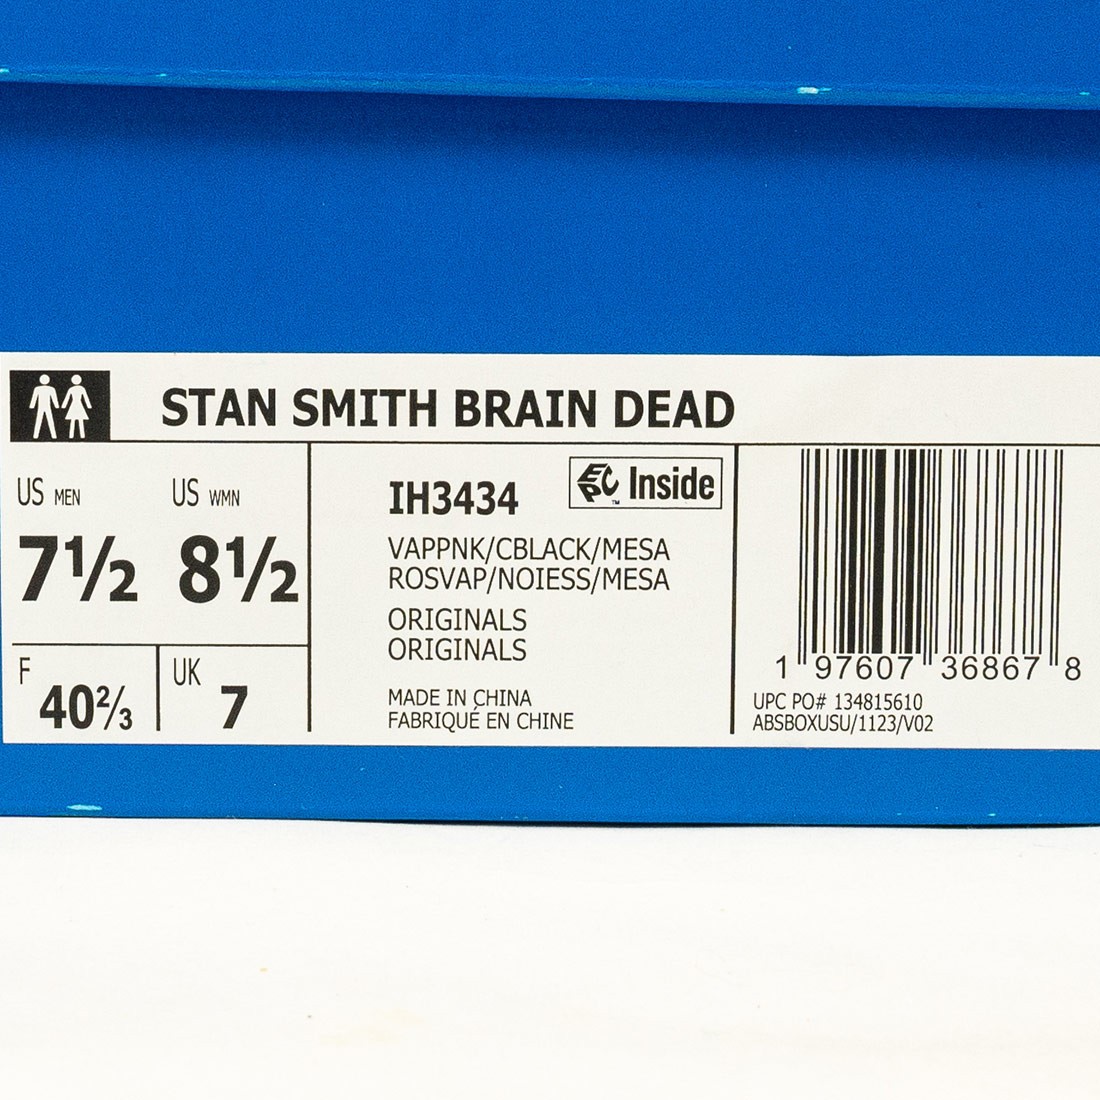 STAN SMITH BRAIN DEAD
US MEN
7½
US WMN
8½
F
40⅔
UK
7
IH3434
EPC™ Inside
VAPPNK/CBLACK/MESA
ROSVAP/NOIESS/MESA
ORIGINALS
ORIGINALS
MADE IN CHINA
FABRIQUÉ EN CHINE
1 97607 36867 8
UPC PO# 134815610
ABSBOXUSU/1123/V02